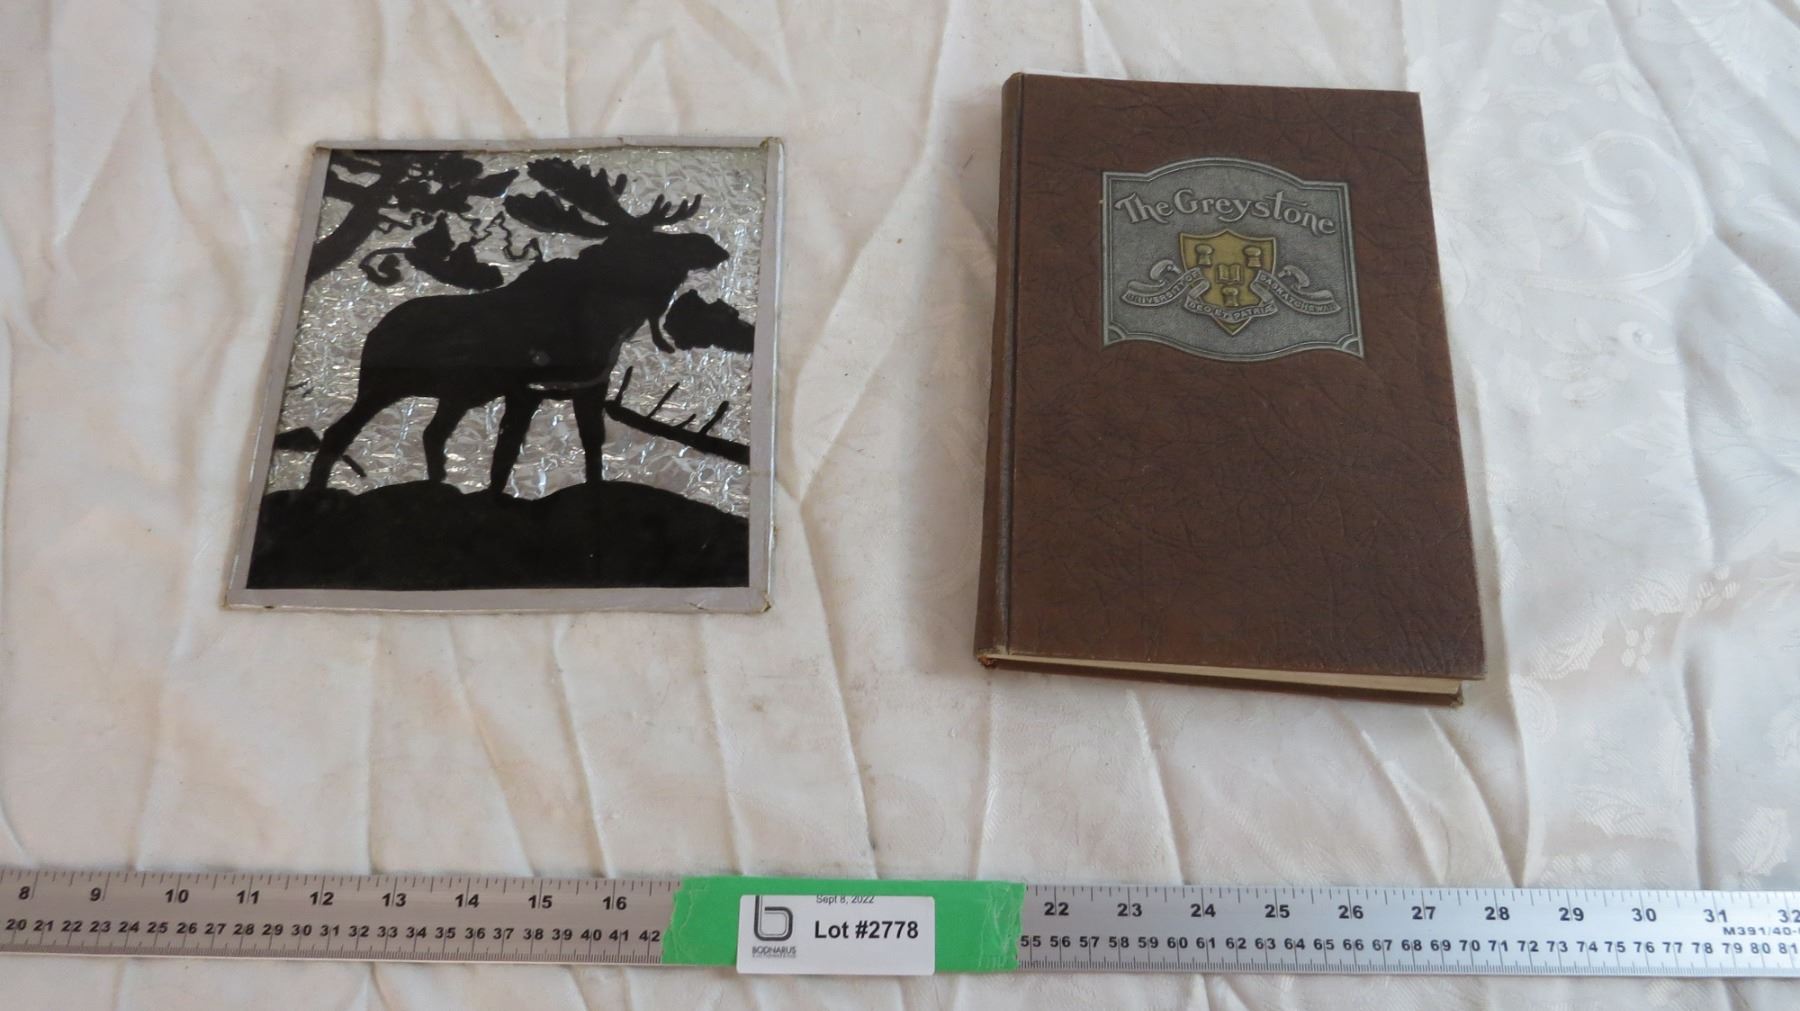 The Greystone
UNIVERSITY OF SASKATCHEWAN
DEO ET PATRIÆ
8 9 10 11 12 13 14 15 16
20 21 22 23 24 25 26 27 28 29 30 31 32 33 34 35 36 37 38 39 40 41 42
Sept 8, 2022
Lot #2778
BODNARUS
22 23 24 25 26 27 28 29 30 31 32
M391/40-
55 56 57 58 59 60 61 62 63 64 65 66 67 68 69 70 71 72 73 74 75 76 77 78 79 80 81